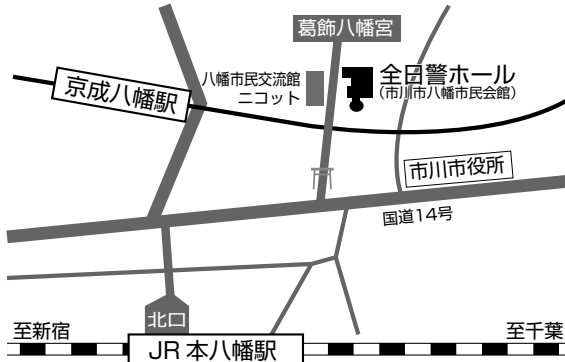 葛飾八幡宮
京成八幡駅
八幡市民交流館
ニコット
全日警ホール
(市川市八幡市民会館)
市川市役所
国道14号
北口
至新宿
JR 本八幡駅
至千葉